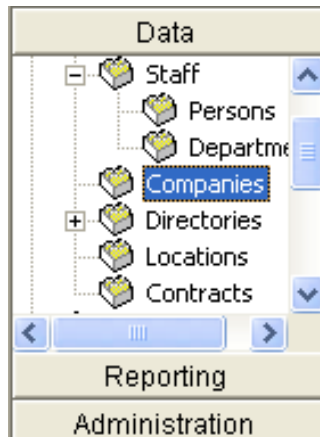 Data
Staff
Persons
Departme
Companies
Directories
Locations
Contracts
Reporting
Administration